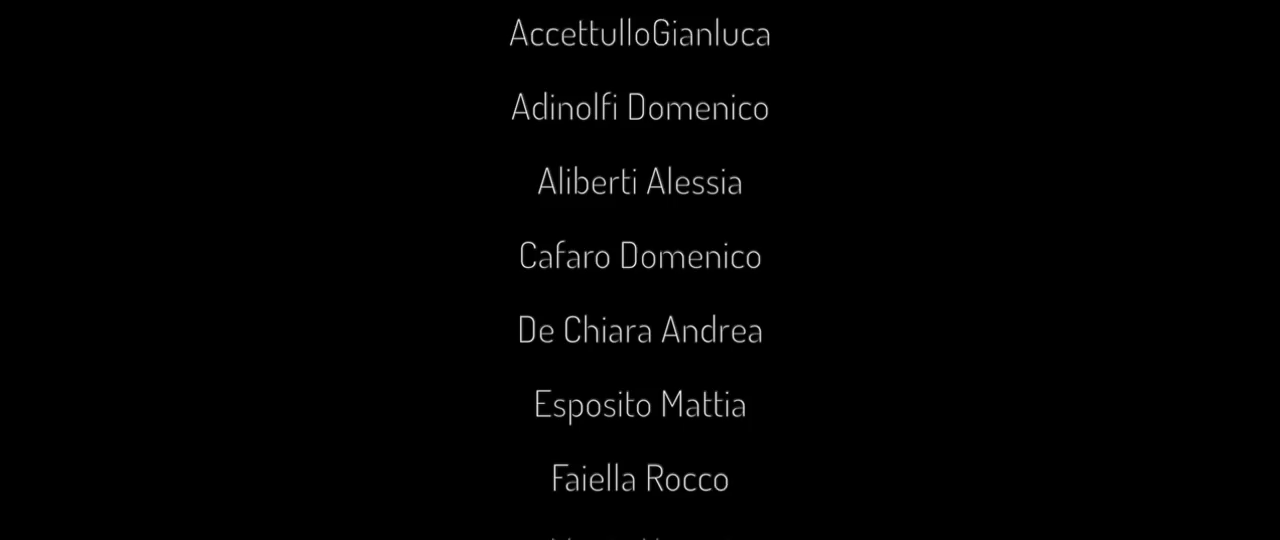 AccettulloGianluca
Adinolfi Domenico
Aliberti Alessia
Cafaro Domenico
De Chiara Andrea
Esposito Mattia
Faiella Rocco